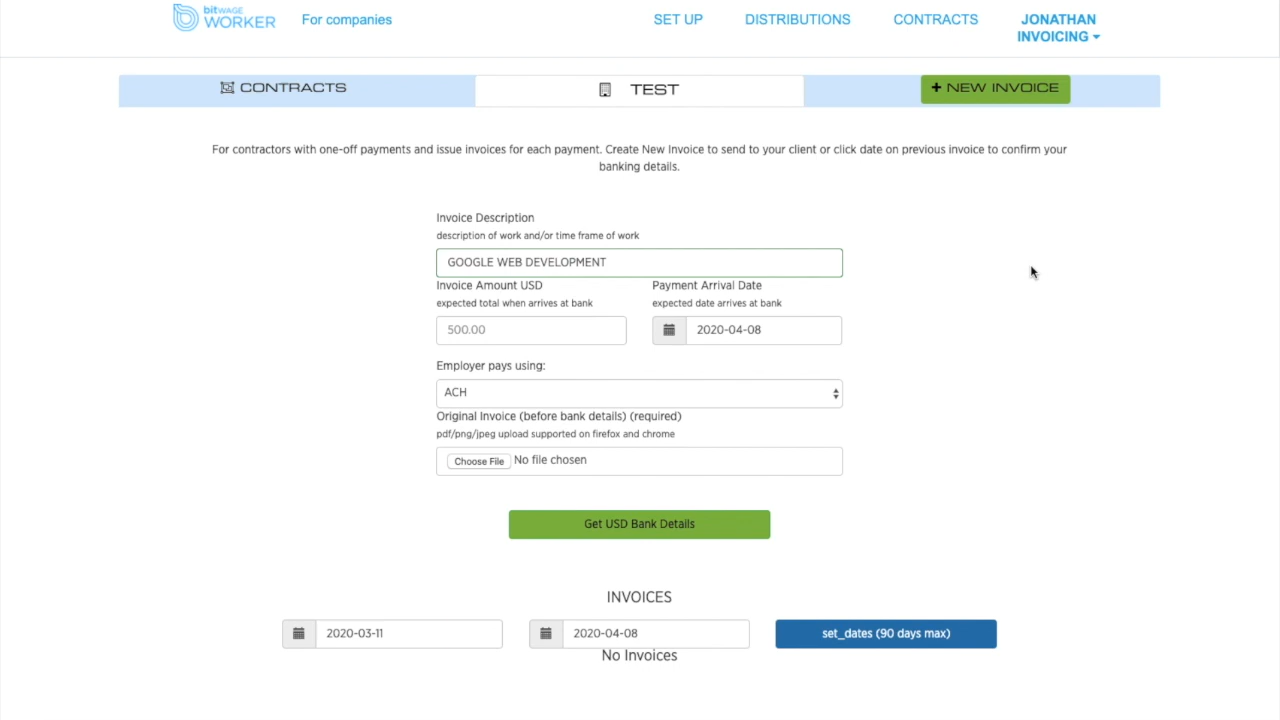 bitWAGE
WORKER
For companies
SET UP
DISTRIBUTIONS
CONTRACTS
JONATHAN
INVOICING
CONTRACTS
TEST
+ NEW INVOICE
For contractors with one-off payments and issue invoices for each payment. Create New Invoice to send to your client or click date on previous invoice to confirm your
banking details.
Invoice Description
description of work and/or time frame of work
GOOGLE WEB DEVELOPMENT
Invoice Amount USD
Payment Arrival Date
expected total when arrives at bank
expected date arrives at bank
500.00
2020-04-08
Employer pays using:
ACH
Original Invoice (before bank details) (required)
pdf/png/jpeg upload supported on firefox and chrome
Choose File No file chosen
Get USD Bank Details
INVOICES
2020-03-11
2020-04-08
set_dates (90 days max)
No Invoices